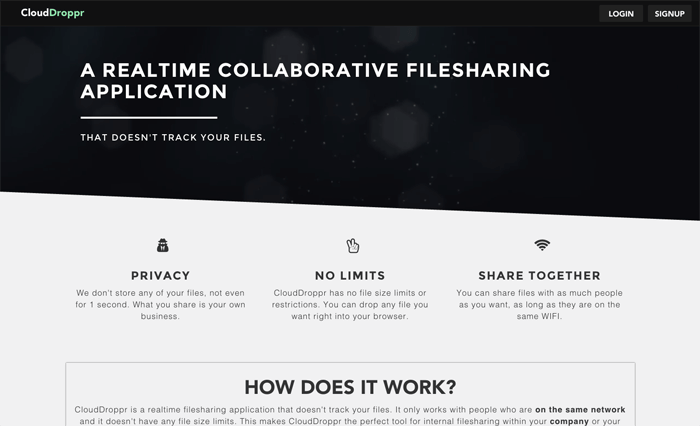 CloudDroppr
LOGIN
SIGNUP
A REALTIME COLLABORATIVE FILESHARING
APPLICATION
THAT DOESN'T TRACK YOUR FILES.
PRIVACY
We don't store any of your files, not even
for 1 second. What you share is your own
business.
NO LIMITS
CloudDroppr has no file size limits or
restrictions. You can drop any file you
want right into your browser.
SHARE TOGETHER
You can share files with as much people
as you want, as long as they are on the
same WIFI.
HOW DOES IT WORK?
CloudDroppr is a realtime filesharing application that doesn't track your files. It only works with people who are on the same network
and it doesn't have any file size limits. This makes CloudDroppr the perfect tool for internal filesharing within your company or your